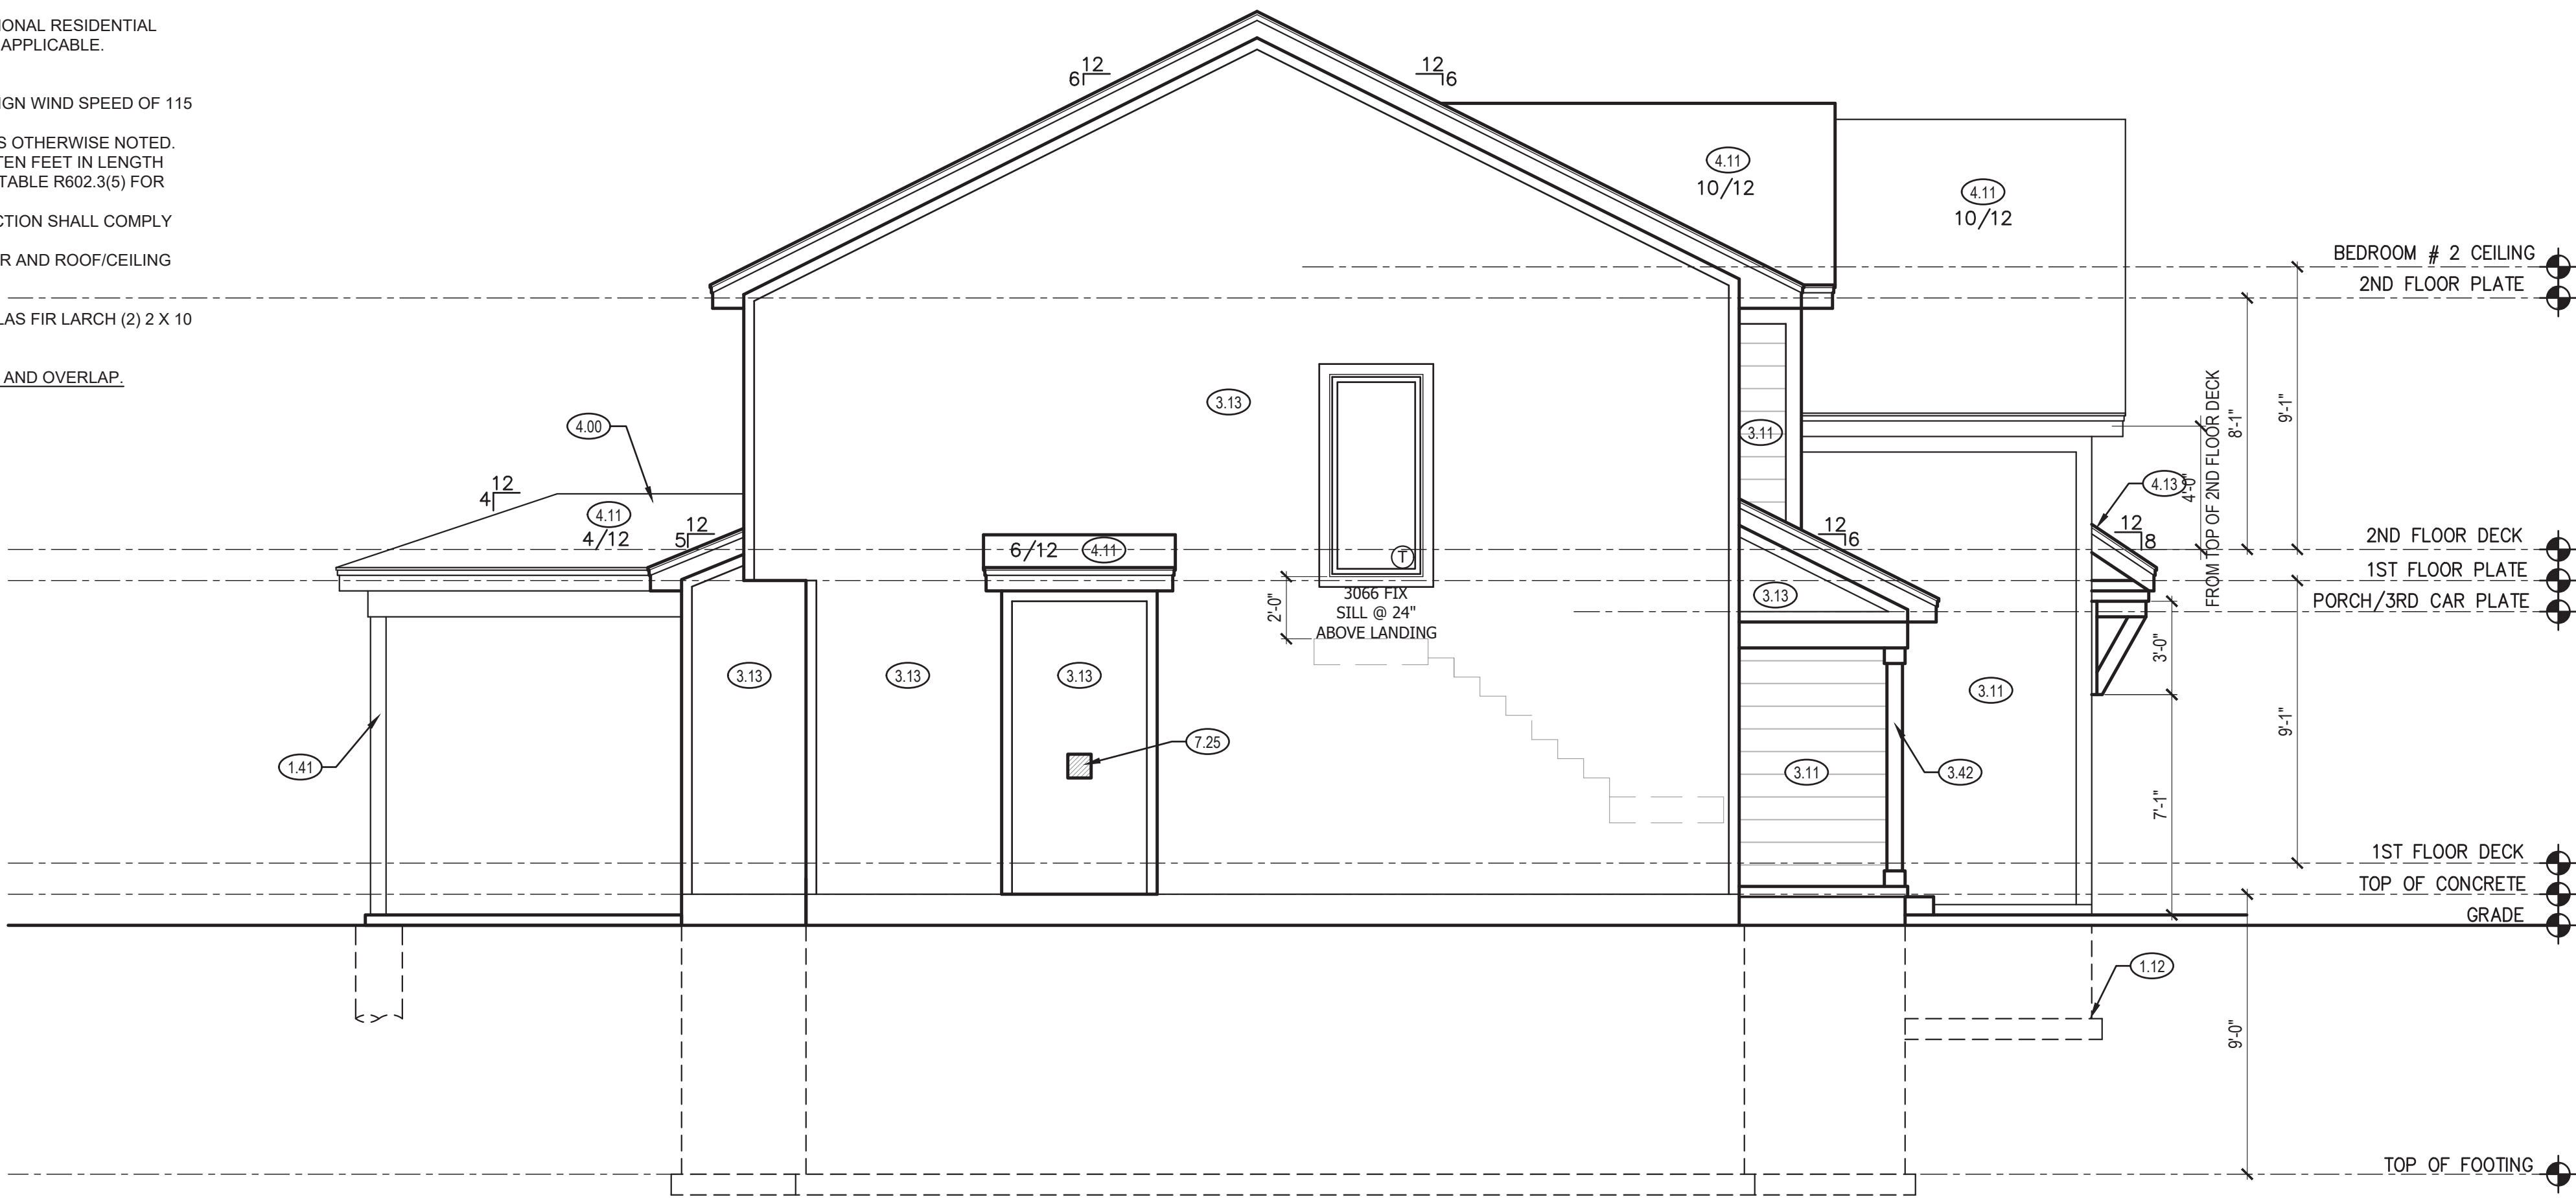 IONAL RESIDENTIAL
APPLICABLE.
IGN WIND SPEED OF 115
S OTHERWISE NOTED.
TEN FEET IN LENGTH
TABLE R602.3(5) FOR
CTION SHALL COMPLY
R AND ROOF/CEILING
LAS FIR LARCH (2) 2 X 10
AND OVERLAP.
12
6
12
6
4.11
10/12
4.11
10/12
BEDROOM # 2 CEILING
2ND FLOOR PLATE
3.13
3.11
4.00
12
4
4.11
4/12
12
5
6/12 4.11
T
3066 FIX
SILL @ 24"
ABOVE LANDING
2'-0"
12
6
3.13
4.13
12
8
4'-0"
FROM TOP OF 2ND FLOOR DECK
8'-1"
9'-1"
2ND FLOOR DECK
1ST FLOOR PLATE
PORCH/3RD CAR PLATE
3.13
3.13
3.13
3.11
3'-0"
9'-1"
1.41
7.25
3.11
3.42
7'-1"
1ST FLOOR DECK
TOP OF CONCRETE
GRADE
1.12
9'-0"
TOP OF FOOTING